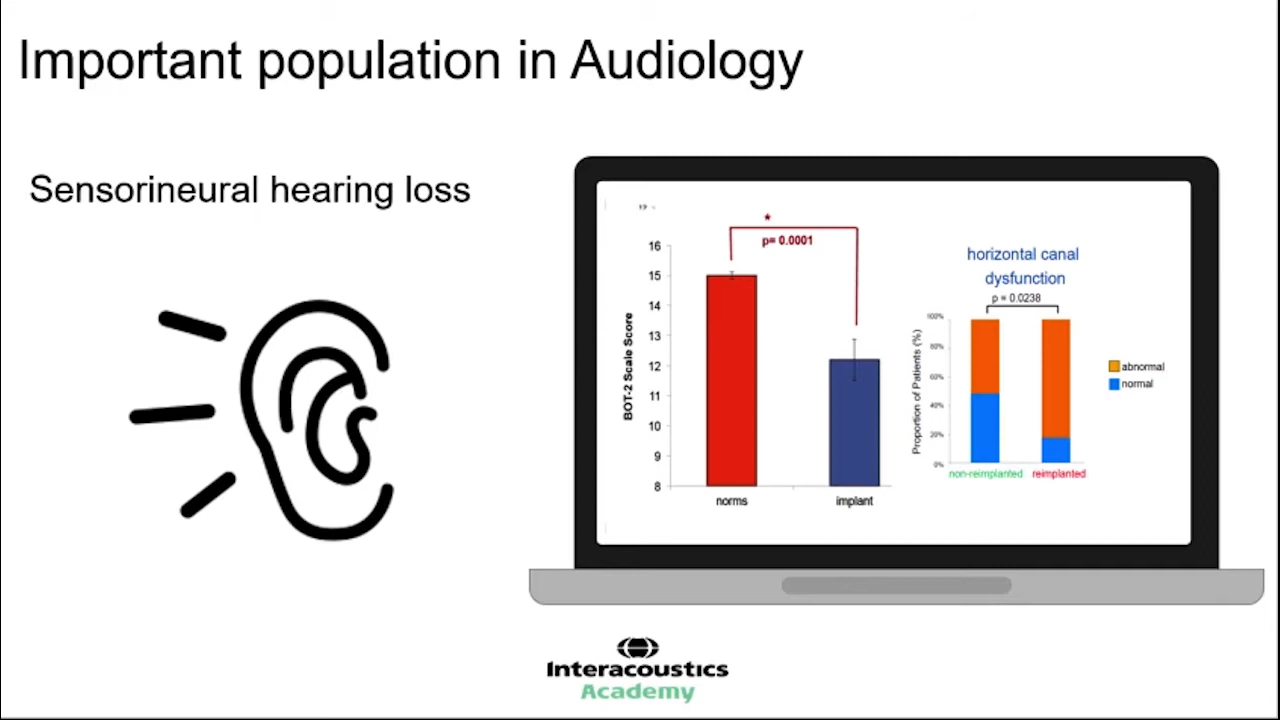 Important population in Audiology
Sensorineural hearing loss
*
p= 0.0001
16
15
14
13
12
11
10
9
8
BOT-2 Scale Score
norms
implant
horizontal canal
dysfunction
p = 0.0238
100%
80%
60%
40%
20%
0%
Proportion of Patients (%)
non-reimplanted
reimplanted
abnormal
normal
Interacoustics
Academy